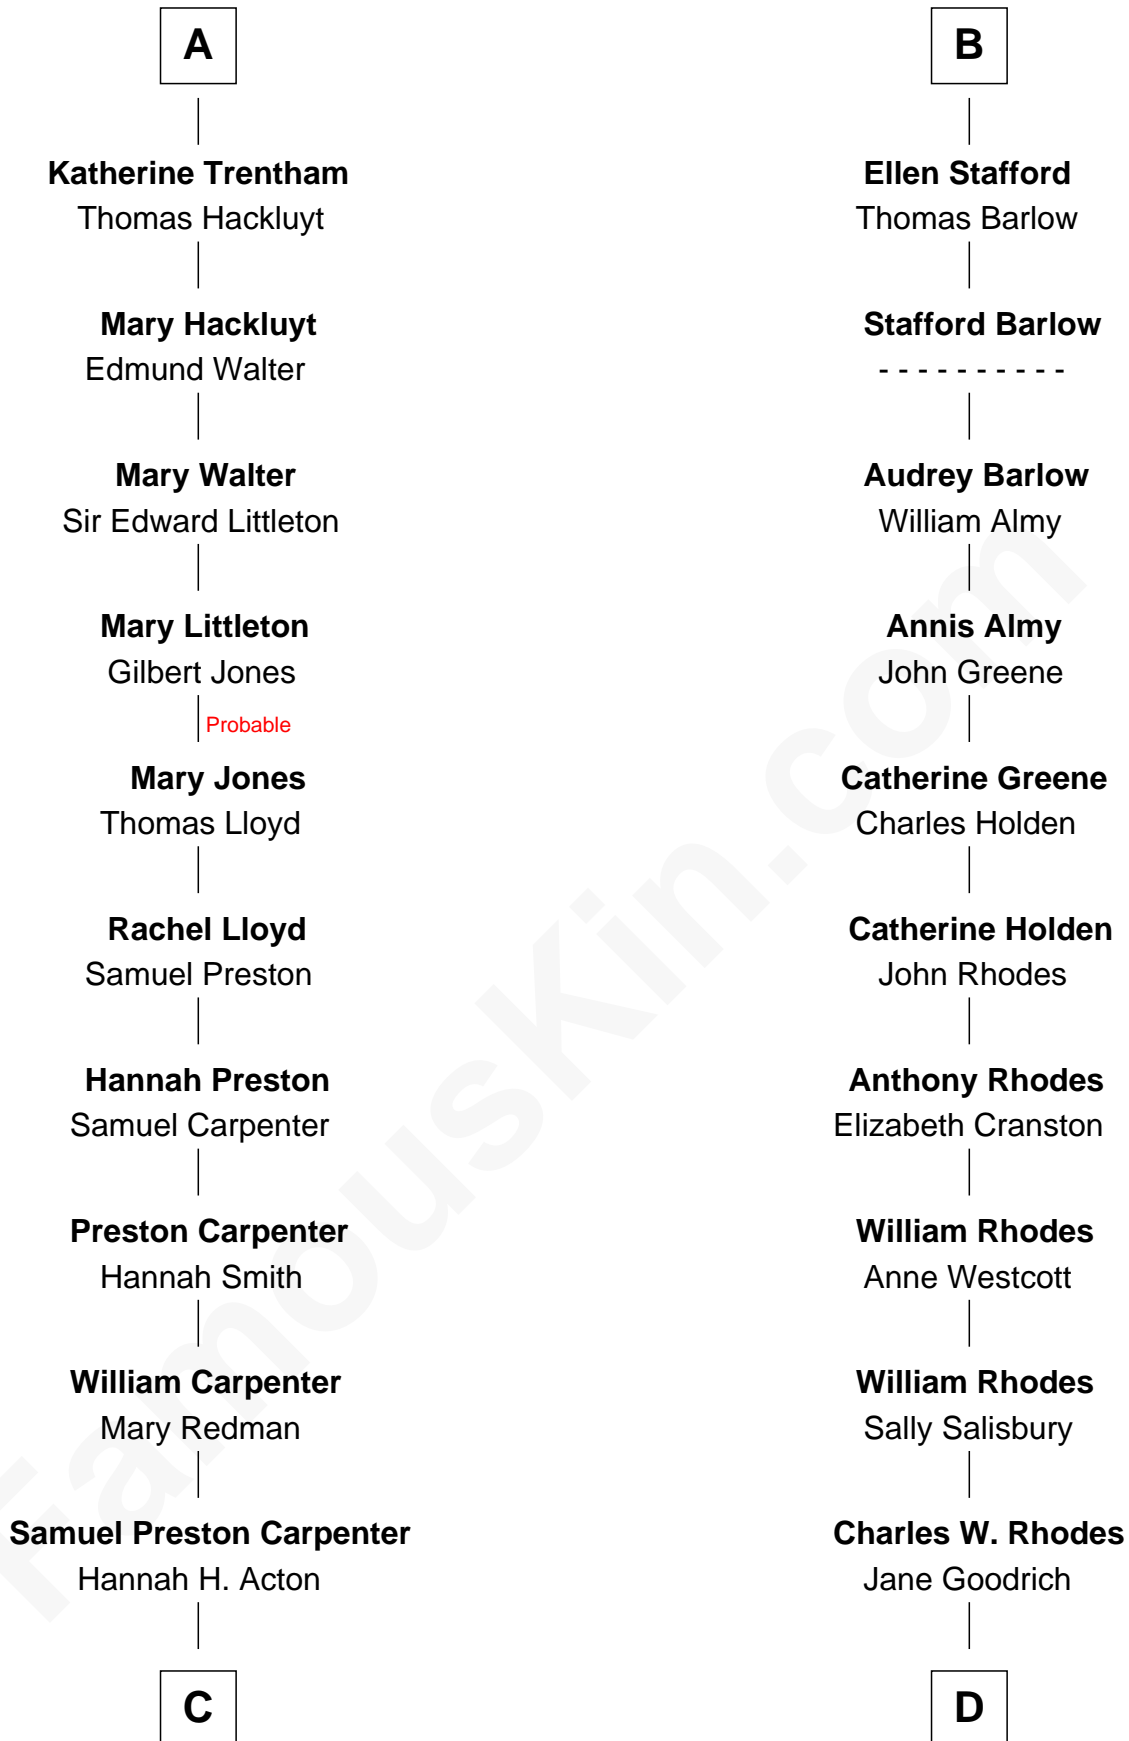 A
Katherine Trentham
Thomas Hackluyt
Mary Hackluyt
Edmund Walter
Mary Walter
Sir Edward Littleton
Mary Littleton
Gilbert Jones
Probable
Mary Jones
Thomas Lloyd
Rachel Lloyd
Samuel Preston
Hannah Preston
Samuel Carpenter
Preston Carpenter
Hannah Smith
William Carpenter
Mary Redman
Samuel Preston Carpenter
Hannah H. Acton
C
B
Ellen Stafford
Thomas Barlow
Stafford Barlow
- - - - - - - - - -
Audrey Barlow
William Almy
Annis Almy
John Greene
Catherine Greene
Charles Holden
Catherine Holden
John Rhodes
Anthony Rhodes
Elizabeth Cranston
William Rhodes
Anne Westcott
William Rhodes
Sally Salisbury
Charles W. Rhodes
Jane Goodrich
D
FamousKin.com